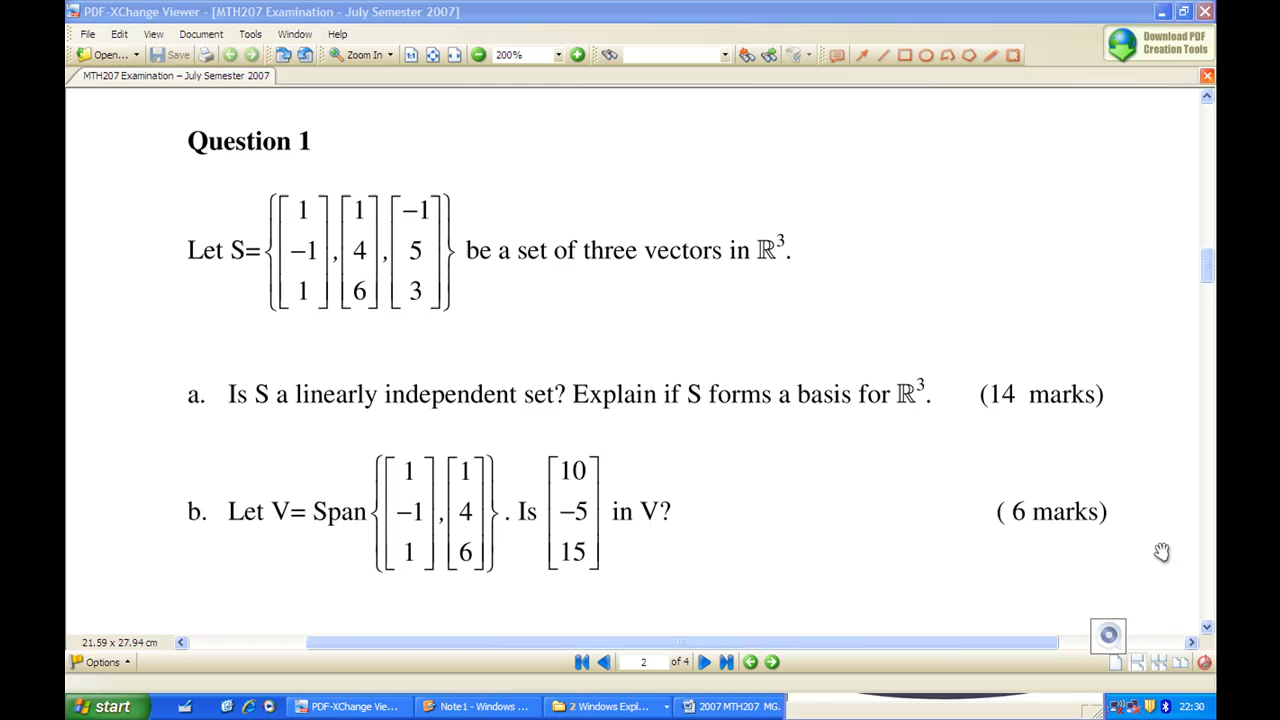 PDF-XChange Viewer - [MTH207 Examination - July Semester 2007]
File Edit View Document Tools Window Help
Open... Save Zoom In 200%
Download PDF
Creation Tools
MTH207 Examination – July Semester 2007
Question 1
Let S= { [1 −1 1], [1 4 6], [−1 5 3] } be a set of three vectors in ℝ³.
a. Is S a linearly independent set? Explain if S forms a basis for ℝ³. (14 marks)
b. Let V= Span { [1 −1 1], [1 4 6] } . Is [10 −5 15] in V? ( 6 marks)
21.59 x 27.94 cm
Options 2 of 4
start PDF-XChange Vie... Note1 - Windows ... 2 Windows Expl... 2007 MTH207 MG. 22:30